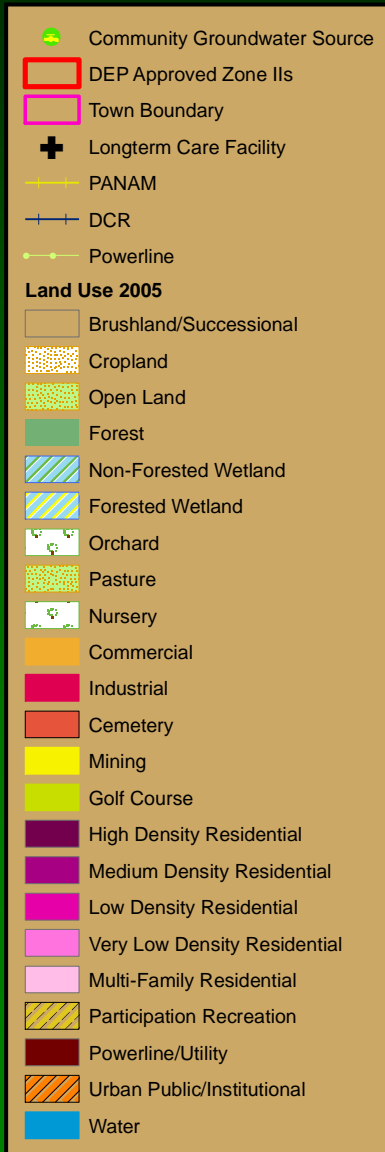 Community Groundwater Source
DEP Approved Zone IIs
Town Boundary
Longterm Care Facility
PANAM
DCR
Powerline
Land Use 2005
Brushland/Successional
Cropland
Open Land
Forest
Non-Forested Wetland
Forested Wetland
Orchard
Pasture
Nursery
Commercial
Industrial
Cemetery
Mining
Golf Course
High Density Residential
Medium Density Residential
Low Density Residential
Very Low Density Residential
Multi-Family Residential
Participation Recreation
Powerline/Utility
Urban Public/Institutional
Water